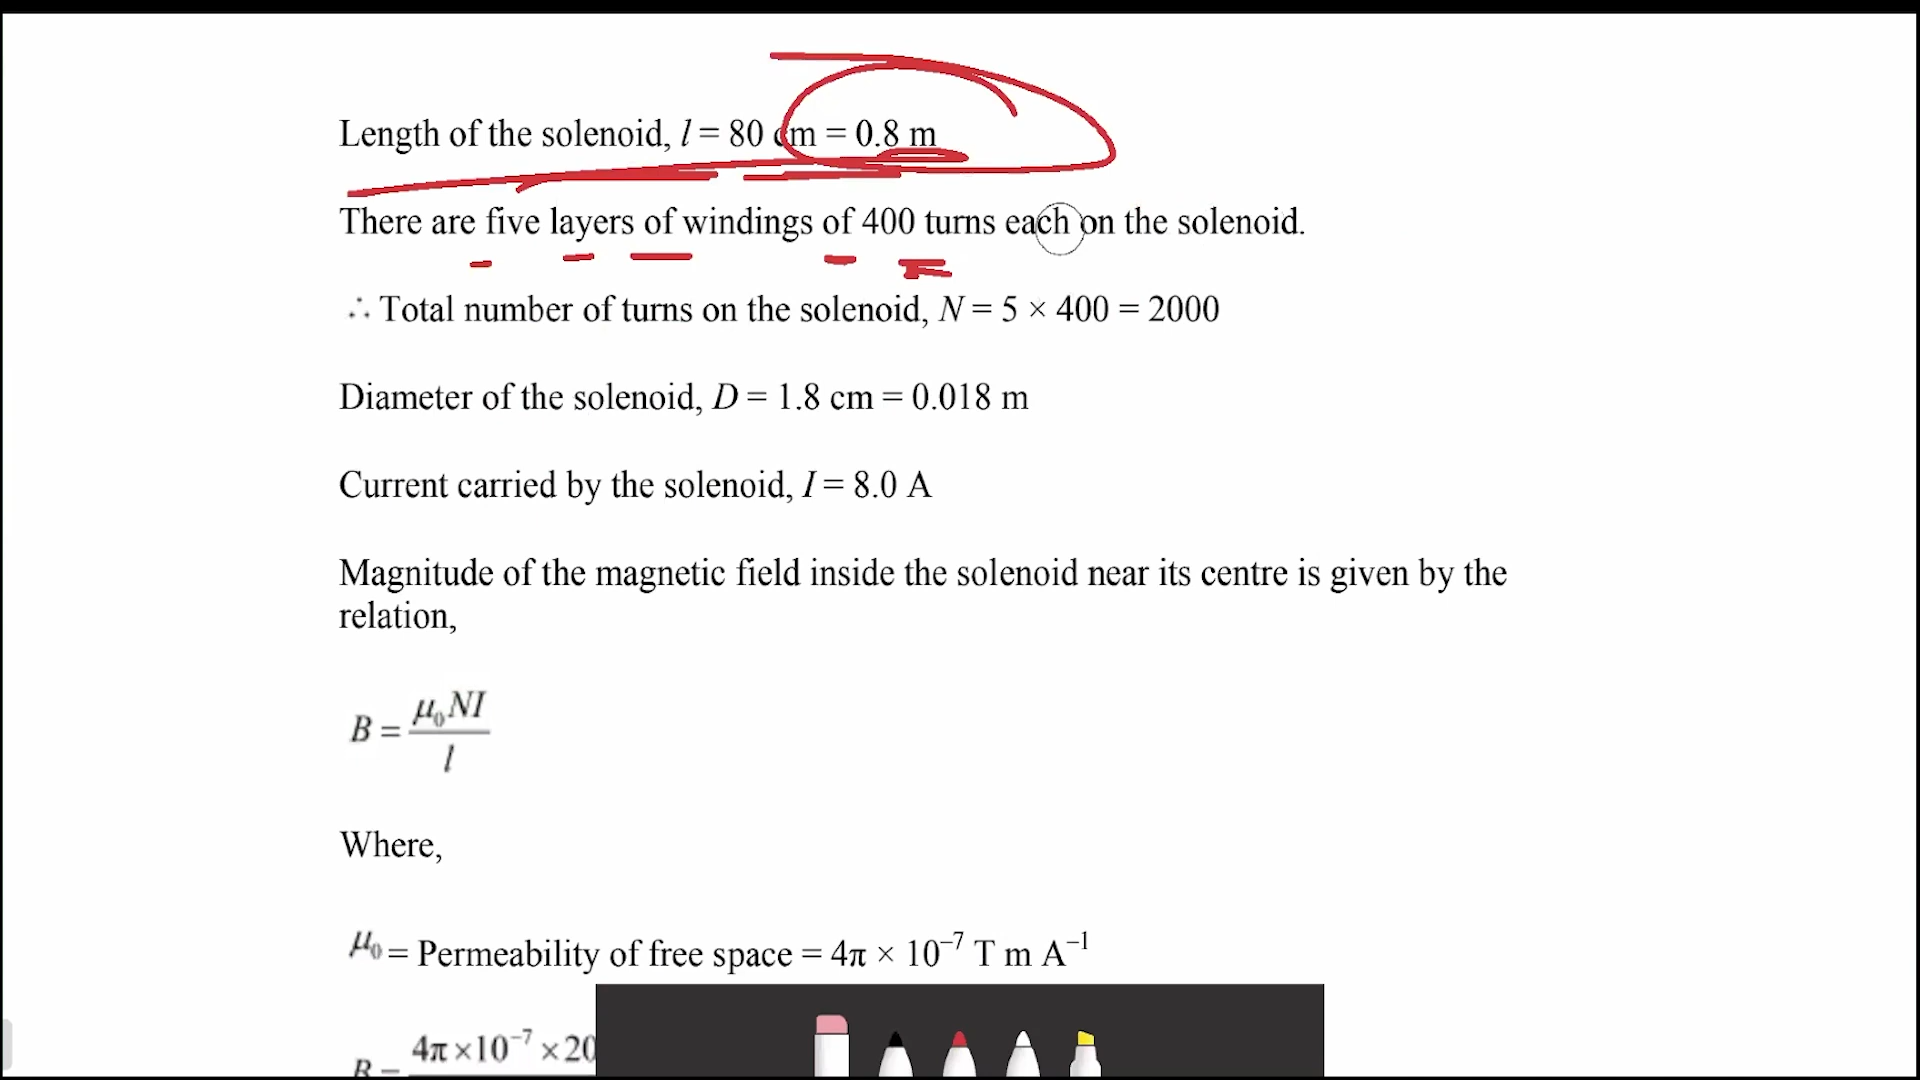 Length of the solenoid, l = 80 cm = 0.8 m
There are five layers of windings of 400 turns each on the solenoid.
∴ Total number of turns on the solenoid, N = 5 × 400 = 2000
Diameter of the solenoid, D = 1.8 cm = 0.018 m
Current carried by the solenoid, I = 8.0 A
Magnitude of the magnetic field inside the solenoid near its centre is given by the
relation,
B = μ₀NI / l
Where,
μ₀ = Permeability of free space = 4π × 10⁻⁷ T m A⁻¹
B = 4π×10⁻⁷ ×20